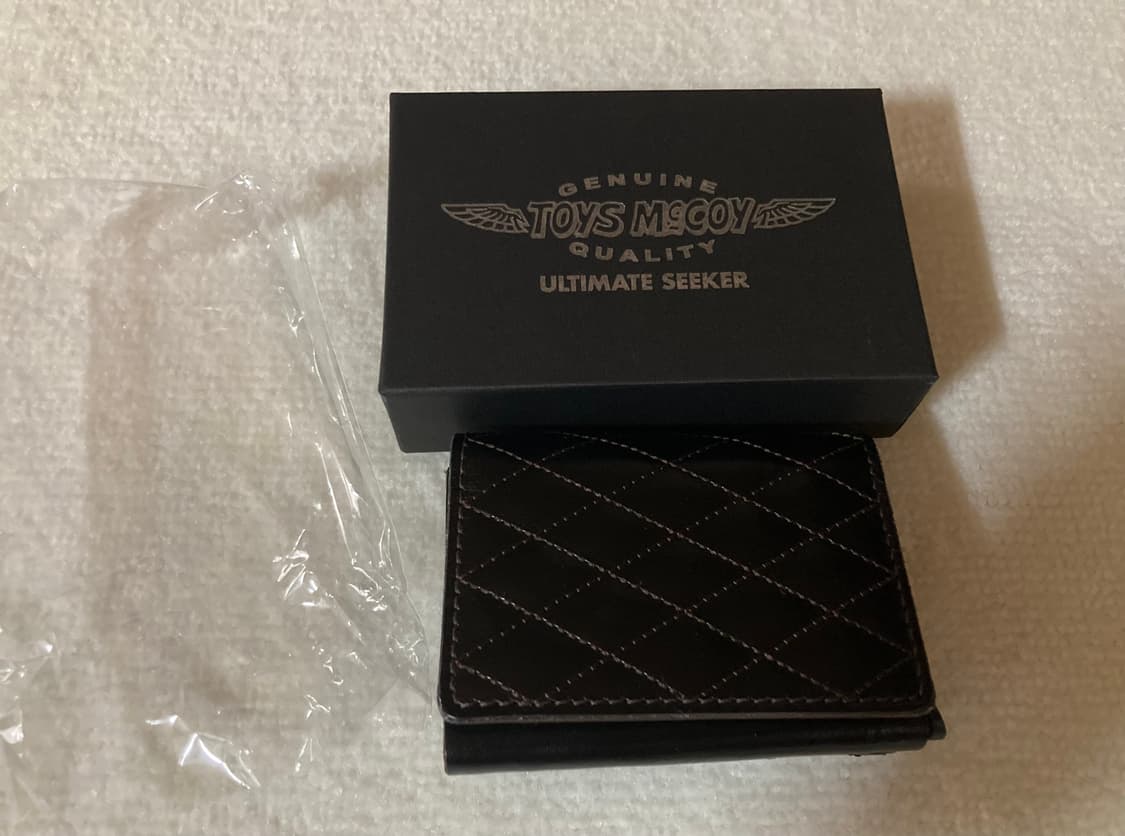 GENUINE
TOYS McCOY
QUALITY
ULTIMATE SEEKER